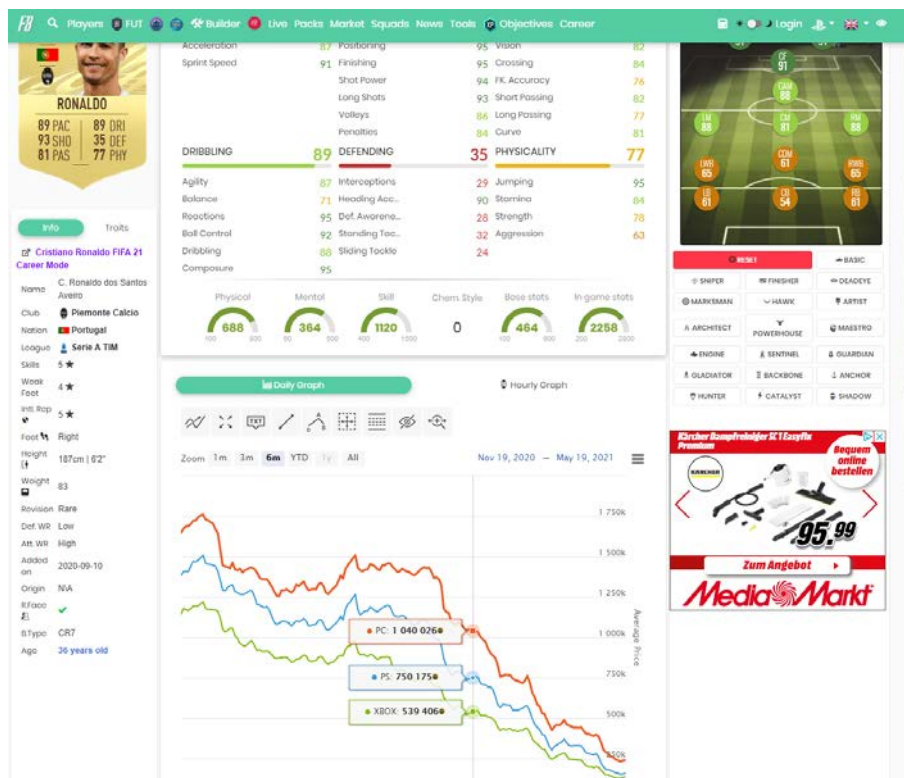 FB Players FUT Builder Live Packs Market Squads News Tools Objectives Career Login
RONALDO
89 PAC 89 DRI
93 SHO 35 DEF
81 PAS 77 PHY
Acceleration 87 Positioning 95 Vision 82
Sprint Speed 91 Finishing 95 Crossing 84
Shot Power 94 FK. Accuracy 76
Long Shots 93 Short Passing 82
Volleys 86 Long Passing 77
Penalties 84 Curve 81
DRIBBLING 89 DEFENDING 35 PHYSICALITY 77
Agility 87 Interceptions 29 Jumping 95
Balance 71 Heading Acc... 90 Stamina 84
Reactions 95 Def. Awarene... 28 Strength 78
Ball Control 92 Standing Tac... 32 Aggression 63
Dribbling 88 Sliding Tackle 24
Composure 95
Physical Mental Skill Chem Style Base stats In game stats
688 364 1120 0 464 2258
CF
91
CAM
88
LM
88
CM
81
RM
88
LWB
65
CDM
61
RWB
65
LB
61
CB
54
RB
61
RESET BASIC
SNIPER FINISHER DEADEYE
MARKSMAN HAWK ARTIST
ARCHITECT POWERHOUSE MAESTRO
ENGINE SENTINEL GUARDIAN
GLADIATOR BACKBONE ANCHOR
HUNTER CATALYST SHADOW
Info Traits
Cristiano Ronaldo FIFA 21
Career Mode
Name C. Ronaldo dos Santos
Aveiro
Club Piemonte Calcio
Nation Portugal
League Serie A TIM
Skills 5
Weak
Feet 4
Intl. Rep 5
Foot Right
Height 187cm | 6'2"
Weight 83
Revision Rare
Def. WR Low
Att. WR High
Added
on 2020-09-10
Origin N\A
R.Face
B.Type CR7
Age 36 years old
Daily Graph Hourly Graph
TXT
Zoom 1m 3m 6m YTD 1y All Nov 19, 2020 – May 19, 2021
1 750k
1 500k
1 250k
1 000k
750k
500k
250k
Average Price
PC: 1 040 026
PS: 750 175
XBOX: 539 406
Kärcher Dampfreiniger SC 1 Easyfix
Premium
KÄRCHER
Bequem
online
bestellen
95.99
Zum Angebot
MediaMarkt